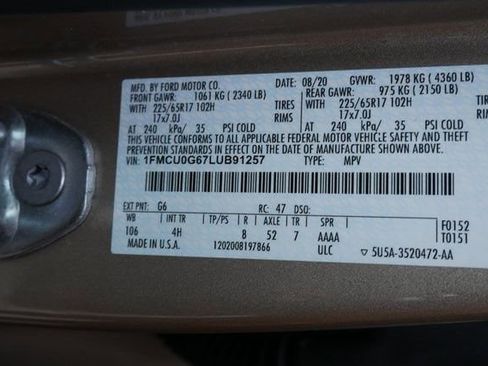 MFD. BY FORD MOTOR CO.
08/20 GVWR: 1978 KG ( 4360 LB)
FRONT GAWR: 1061 KG ( 2340 LB)
REAR GAWR: 975 KG ( 2150 LB)
WITH 225/65R17 102H TIRES
WITH 225/65R17 102H TIRES
17x7.0J RIMS
17x7.0J RIMS
AT 240 kPa/ 35 PSI COLD
AT 240 kPa/ 35 PSI COLD
THIS VEHICLE CONFORMS TO ALL APPLICABLE FEDERAL MOTOR VEHICLE SAFETY
AND THEFT PREVENTION STANDARDS IN EFFECT ON THE DATE OF MANUFACTURE SHOWN ABOVE.
VIN: 1FMCU0G67LUB91257
TYPE: MPV
EXT PNT: G6 RC: 47 DSO:
WB INT TR TP/PS R AXLE TR SPR
F0152
106 4H 8 52 7 AAAA
T0151
MADE IN U.S.A. 1202008197866 ULC
5U5A-3520472-AA